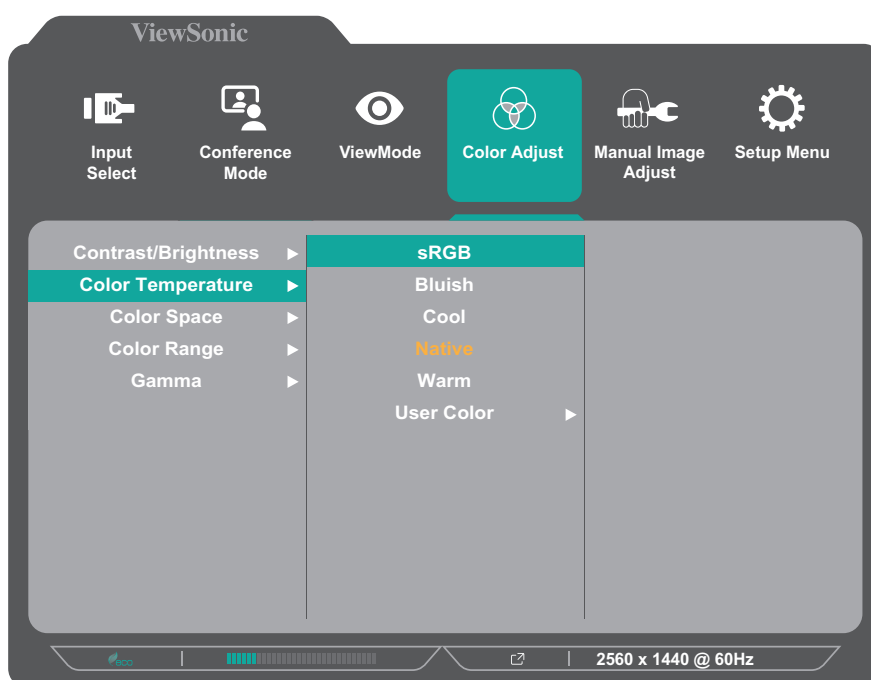 ViewSonic
Input
Select
Conference
Mode
ViewMode
Color Adjust
Manual Image
Adjust
Setup Menu
Contrast/Brightness ▶ sRGB
Color Temperature ▶ Bluish
Color Space ▶ Cool
Color Range ▶ Native
Gamma ▶ Warm
User Color ▶
eco 2560 x 1440 @ 60Hz